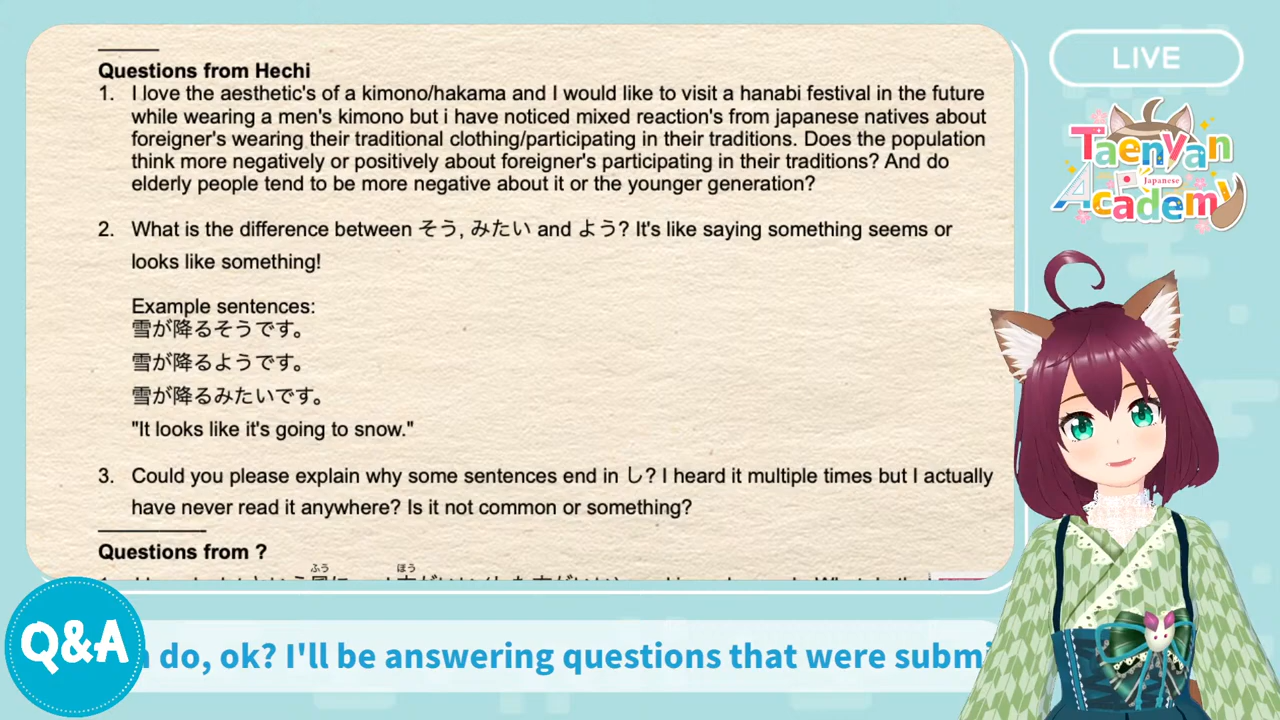 Questions from Hechi
1. I love the aesthetic's of a kimono/hakama and I would like to visit a hanabi festival in the future
while wearing a men's kimono but i have noticed mixed reaction's from japanese natives about
foreigner's wearing their traditional clothing/participating in their traditions. Does the population
think more negatively or positively about foreigner's participating in their traditions? And do
elderly people tend to be more negative about it or the younger generation?
2. What is the difference between そう, みたい and よう? It's like saying something seems or
looks like something!
Example sentences:
雪が降るそうです。
雪が降るようです。
雪が降るみたいです。
"It looks like it's going to snow."
3. Could you please explain why some sentences end in し? I heard it multiple times but I actually
have never read it anywhere? Is it not common or something?
Questions from ?
ふう ほう
LIVE
Taenyan
Japanese
Academy
Q&A
do, ok? I'll be answering questions that were submi